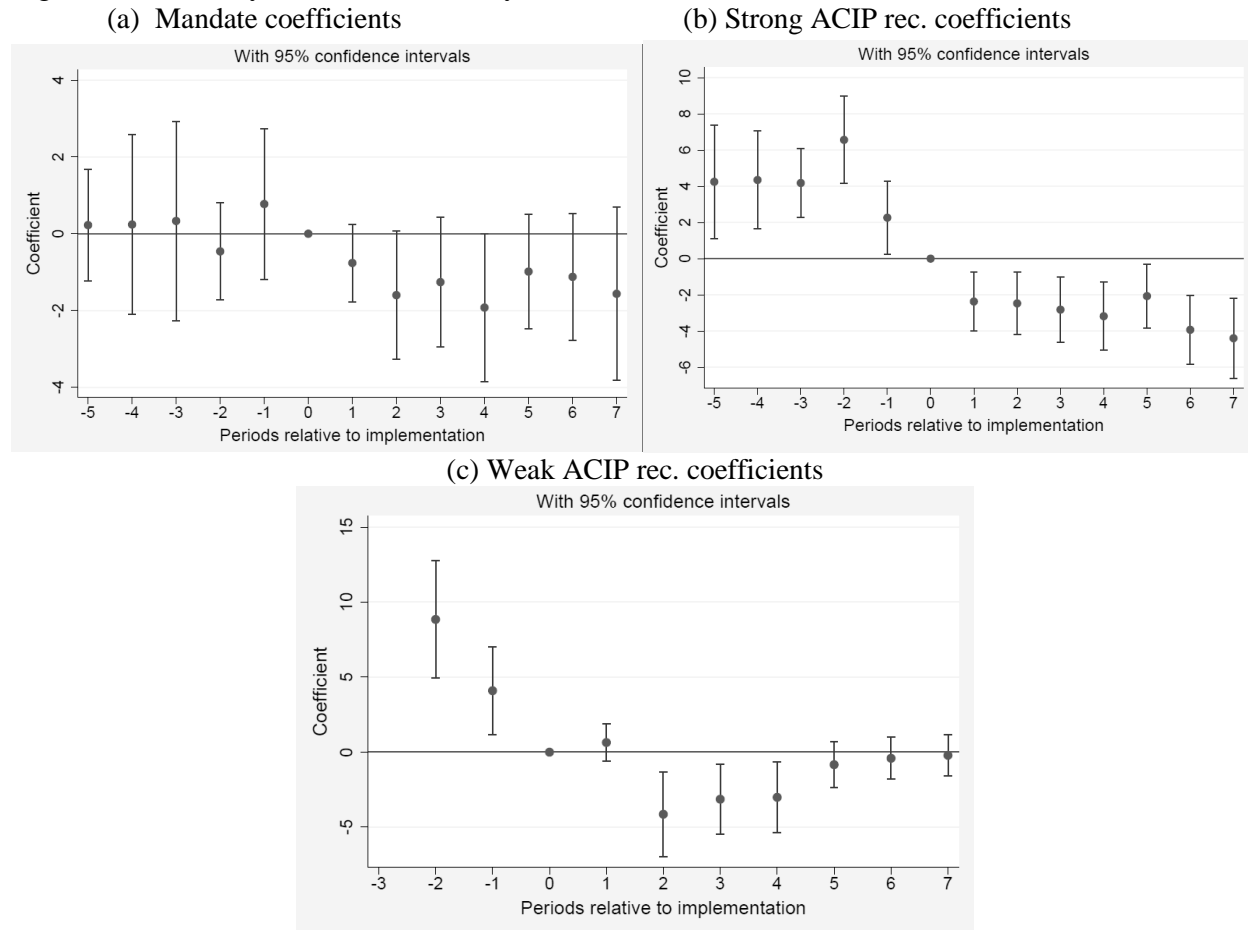 (a) Mandate coefficients
(b) Strong ACIP rec. coefficients
With 95% confidence intervals
4
2
0
-2
-4
Coefficient
-5 -4 -3 -2 -1 0 1 2 3 4 5 6 7
Periods relative to implementation
With 95% confidence intervals
10
8
6
4
2
0
-2
-4
-6
Coefficient
-5 -4 -3 -2 -1 0 1 2 3 4 5 6 7
Periods relative to implementation
(c) Weak ACIP rec. coefficients
With 95% confidence intervals
15
10
5
0
-5
Coefficient
-3 -2 -1 0 1 2 3 4 5 6 7
Periods relative to implementation